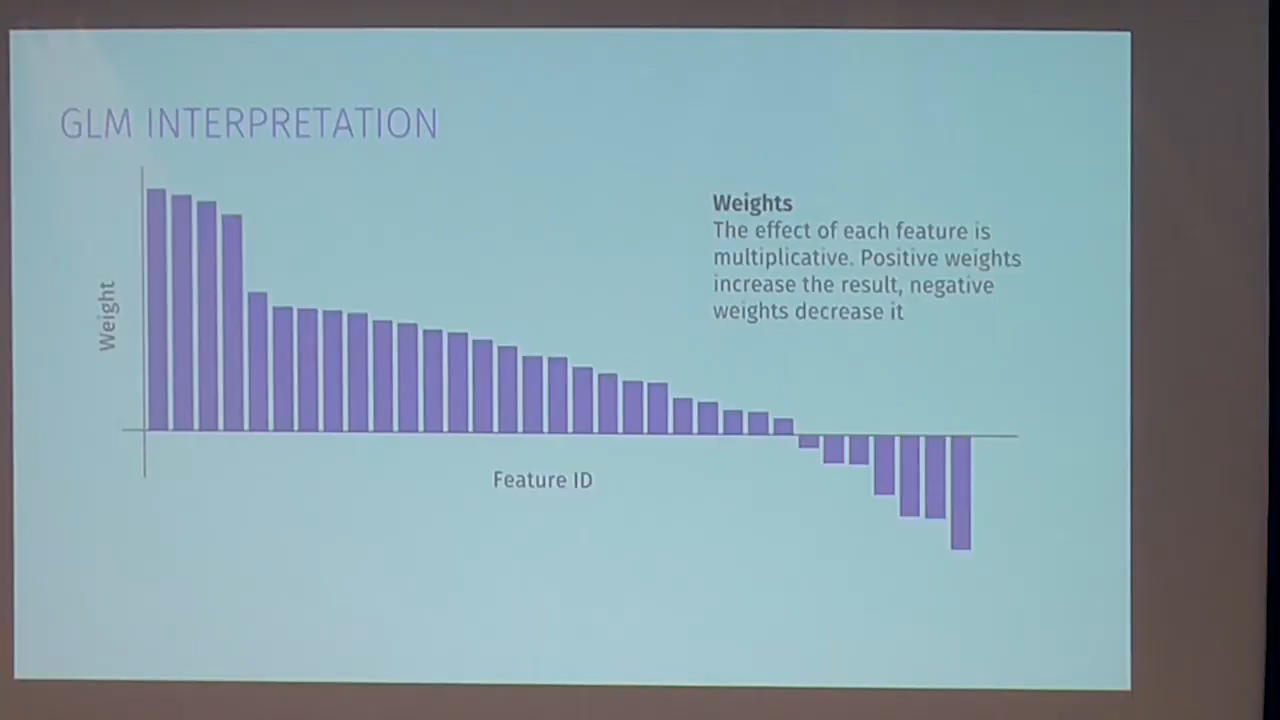 GLM INTERPRETATION
Weight
Weights
The effect of each feature is
multiplicative. Positive weights
increase the result, negative
weights decrease it
Feature ID